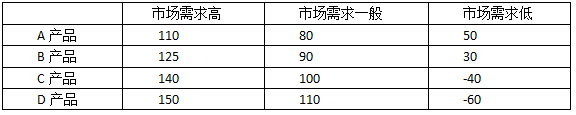 市场需求高 市场需求一般 市场需求低
A 产品 110 80 50
B 产品 125 90 30
C 产品 140 100 -40
D 产品 150 110 -60